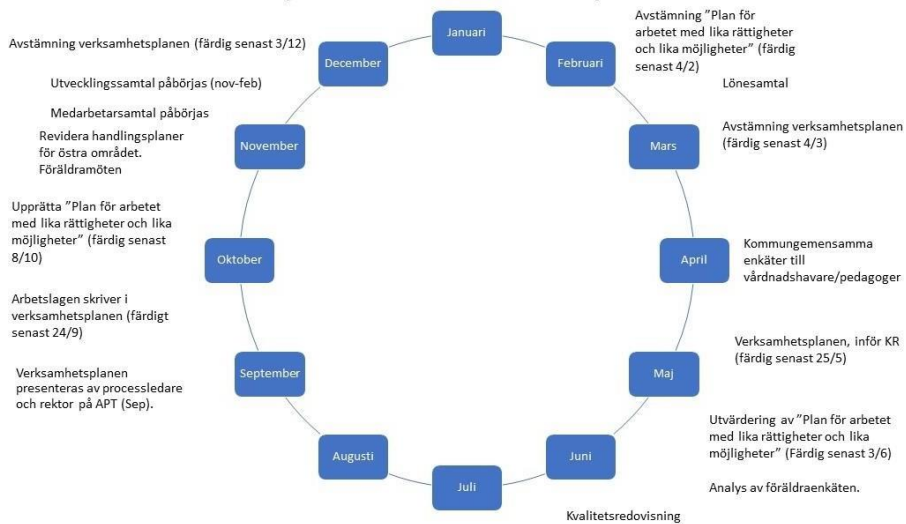 Januari
Februari
Mars
April
Maj
Juni
Juli
Augusti
September
Oktober
November
December
Avstämning "Plan för
arbetet med lika rättigheter
och lika möjligheter" (färdig
senast 4/2)
Lönesamtal
Avstämning verksamhetsplanen
(färdig senast 4/3)
Kommungemensamma
enkäter till
vårdnadshavare/pedagoger
Verksamhetsplanen, inför KR
(färdig senast 25/5)
Utvärdering av "Plan för arbetet
med lika rättigheter och lika
möjligheter" (Färdig senast 3/6)
Analys av föräldraenkäten.
Kvalitetsredovisning
Verksamhetsplanen
presenteras av processledare
och rektor på APT (Sep).
Arbetslagen skriver i
verksamhetsplanen (färdigt
senast 24/9)
Upprätta "Plan för arbetet
med lika rättigheter och lika
möjligheter" (färdig senast
8/10)
Revidera handlingsplaner
för östra området.
Föräldramöten
Medarbetarsamtal påbörjas
Utvecklingssamtal påbörjas (nov-feb)
Avstämning verksamhetsplanen (färdig senast 3/12)